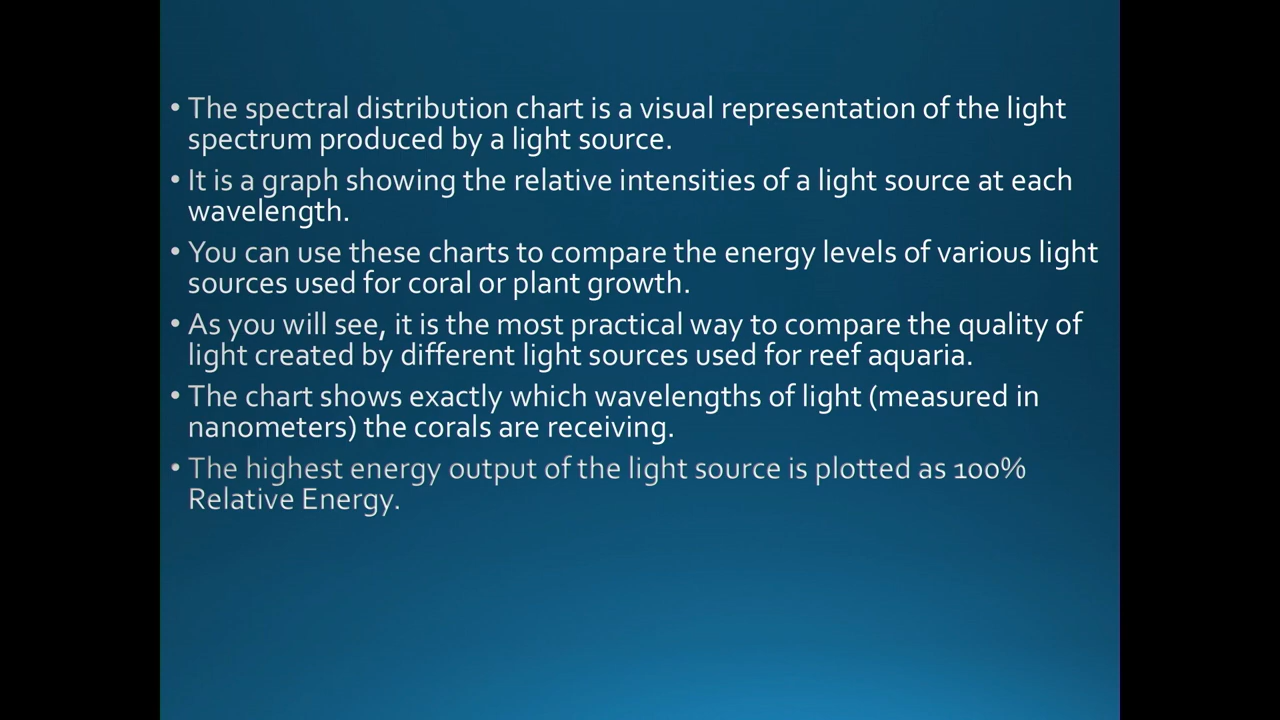 • The spectral distribution chart is a visual representation of the light
spectrum produced by a light source.
• It is a graph showing the relative intensities of a light source at each
wavelength.
• You can use these charts to compare the energy levels of various light
sources used for coral or plant growth.
• As you will see, it is the most practical way to compare the quality of
light created by different light sources used for reef aquaria.
• The chart shows exactly which wavelengths of light (measured in
nanometers) the corals are receiving.
• The highest energy output of the light source is plotted as 100%
Relative Energy.